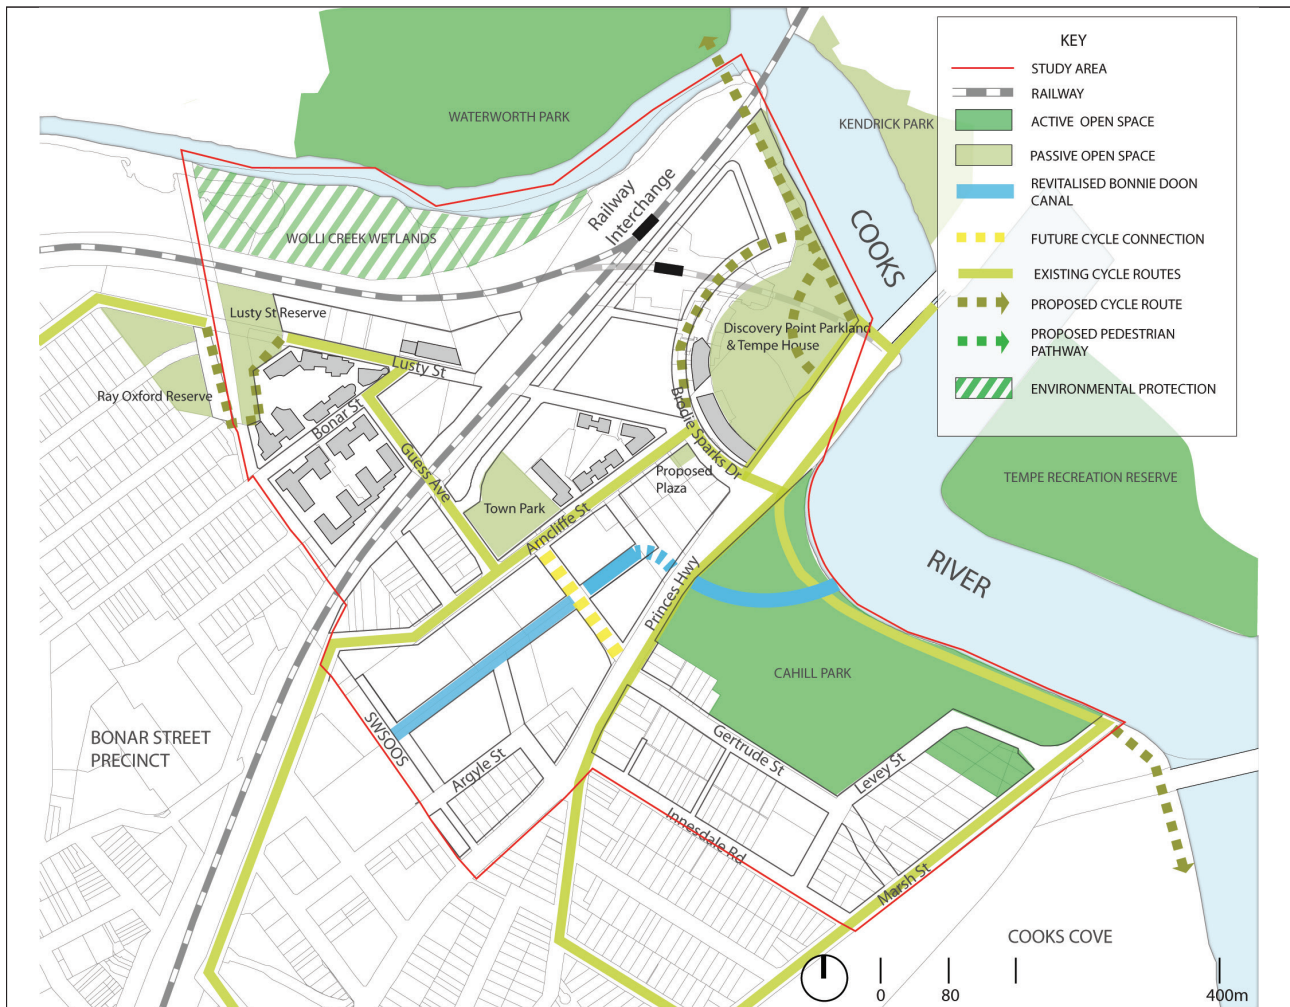 KEY
STUDY AREA
RAILWAY
ACTIVE OPEN SPACE
PASSIVE OPEN SPACE
REVITALISED BONNIE DOON
CANAL
FUTURE CYCLE CONNECTION
EXISTING CYCLE ROUTES
PROPOSED CYCLE ROUTE
PROPOSED PEDESTRIAN
PATHWAY
ENVIRONMENTAL PROTECTION
WATERWORTH PARK
KENDRICK PARK
Railway
Interchange
COOKS
WOLLI CREEK WETLANDS
Lusty St Reserve
Discovery Point Parkland
& Tempe House
Lusty St
Ray Oxford Reserve
Bonar St
Brodie Sparks Dr
Guess Ave
Proposed
Plaza
TEMPE RECREATION RESERVE
Town Park
Arncliffe St
RIVER
Princes Hwy
CAHILL PARK
SWSOOS
BONAR STREET
PRECINCT
Gertrude St
Argyle St
Levey St
Innesdale Rd
Marsh St
COOKS COVE
0
80
400m